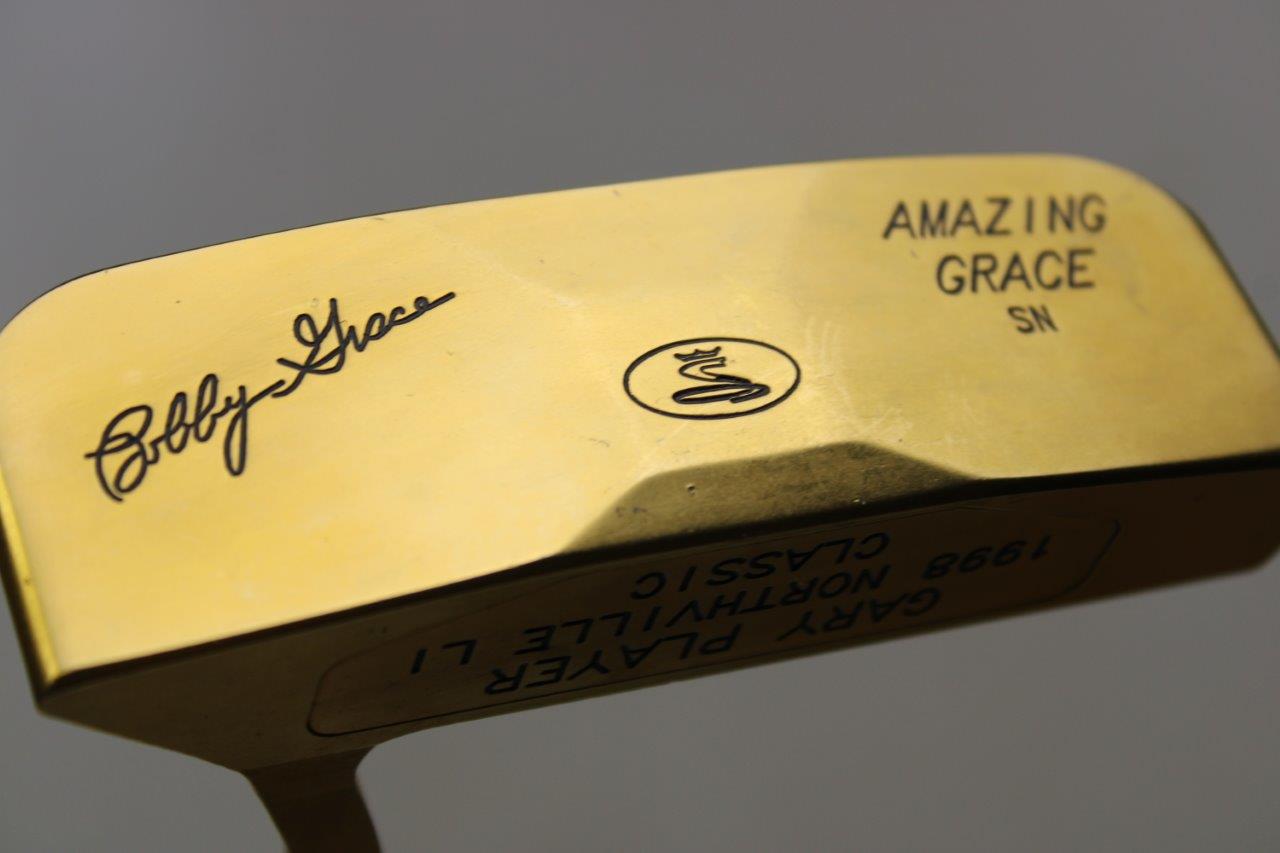 Bobby Grace
AMAZING
GRACE
SN
GARY PLAYER
1998 NORTHVILLE LI
CLASSIC